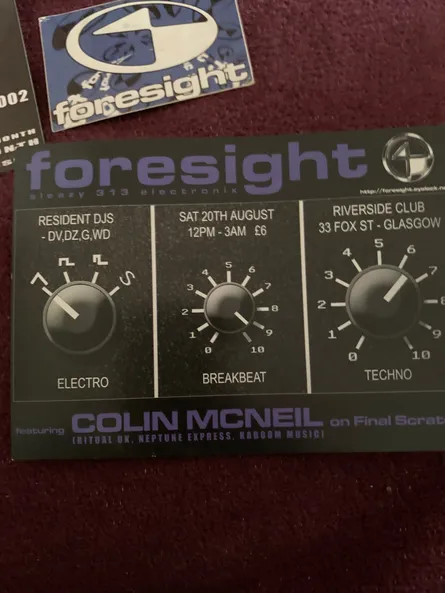 002
MONTH
foresight
foresight
sleazy 313 electronix
RESIDENT DJS
- DV,DZ,G,WD
ELECTRO
SAT 20TH AUGUST
12PM - 3AM £6
0 1 2 3 4 5 6 7 8 9 10
BREAKBEAT
RIVERSIDE CLUB
33 FOX ST - GLASGOW
0 1 2 3 4 5 6 7 8 9 10
TECHNO
featuring COLIN MCNEIL on Final Scrat
(RITUAL UK, NEPTUNE EXPRESS, KABOOM MUSIC)